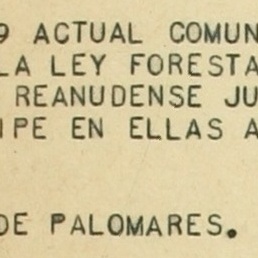 9 ACTUAL COMUN
LA LEY FORESTA
REANUDENSE JU
IPE EN ELLAS A
DE PALOMARES.